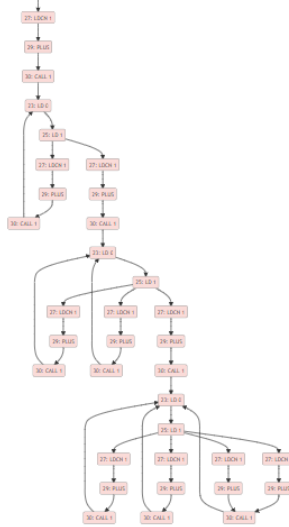 27: LDCH 1
29: PLUS
30: CALL 1
23: LD 0
25: LD 1
27: LDCH 1 27: LDCH 1
29: PLUS 29: PLUS
30: CALL 1 30: CALL 1
23: LD 0
25: LD 1
27: LDCH 1 27: LDCH 1 27: LDCH 1
29: PLUS 29: PLUS 29: PLUS
30: CALL 1 30: CALL 1 30: CALL 1
23: LD 0
25: LD 1
27: LDCH 1 27: LDCH 1 27: LDCH 1 27: LDCH
29: PLUS 29: PLUS 29: PLUS 29: PLUS
30: CALL 1 30: CALL 1 30: CALL 1